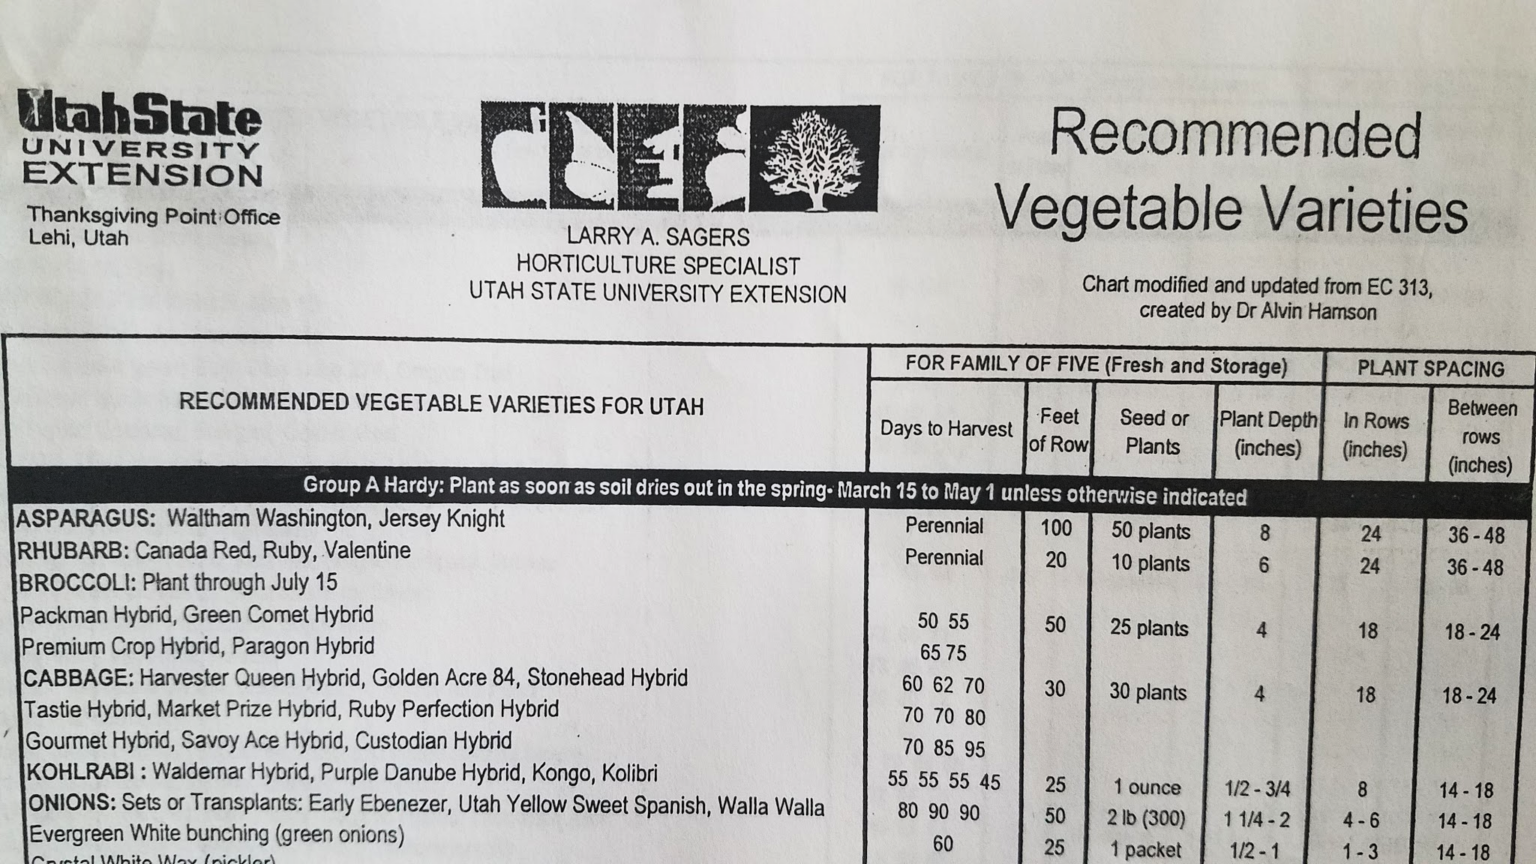 Utah State
UNIVERSITY
EXTENSION
Thanksgiving Point Office
Lehi, Utah
LARRY A. SAGERS
HORTICULTURE SPECIALIST
UTAH STATE UNIVERSITY EXTENSION
Recommended
Vegetable Varieties
Chart modified and updated from EC 313,
created by Dr Alvin Hamson
RECOMMENDED VEGETABLE VARIETIES FOR UTAH
FOR FAMILY OF FIVE (Fresh and Storage)
PLANT SPACING
Days to Harvest
Feet
of Row
Seed or
Plants
Plant Depth
(inches)
In Rows
(inches)
Between
rows
(inches)
Group A Hardy: Plant as soon as soil dries out in the spring- March 15 to May 1 unless otherwise indicated
ASPARAGUS: Waltham Washington, Jersey Knight Perennial 100 50 plants 8 24 36 - 48
RHUBARB: Canada Red, Ruby, Valentine Perennial 20 10 plants 6 24 36 - 48
BROCCOLI: Plant through July 15
Packman Hybrid, Green Comet Hybrid 50 55 50 25 plants 4 18 18 - 24
Premium Crop Hybrid, Paragon Hybrid 65 75
CABBAGE: Harvester Queen Hybrid, Golden Acre 84, Stonehead Hybrid 60 62 70 30 30 plants 4 18 18 - 24
Tastie Hybrid, Market Prize Hybrid, Ruby Perfection Hybrid 70 70 80
Gourmet Hybrid, Savoy Ace Hybrid, Custodian Hybrid 70 85 95
KOHLRABI : Waldemar Hybrid, Purple Danube Hybrid, Kongo, Kolibri 55 55 55 45 25 1 ounce 1/2 - 3/4 8 14 - 18
ONIONS: Sets or Transplants: Early Ebenezer, Utah Yellow Sweet Spanish, Walla Walla 80 90 90 50 2 lb (300) 1 1/4 - 2 4 - 6 14 - 18
Evergreen White bunching (green onions) 60 25 1 packet 1/2 - 1 1 - 3 14 - 18
Crystal White Wax (pickler)